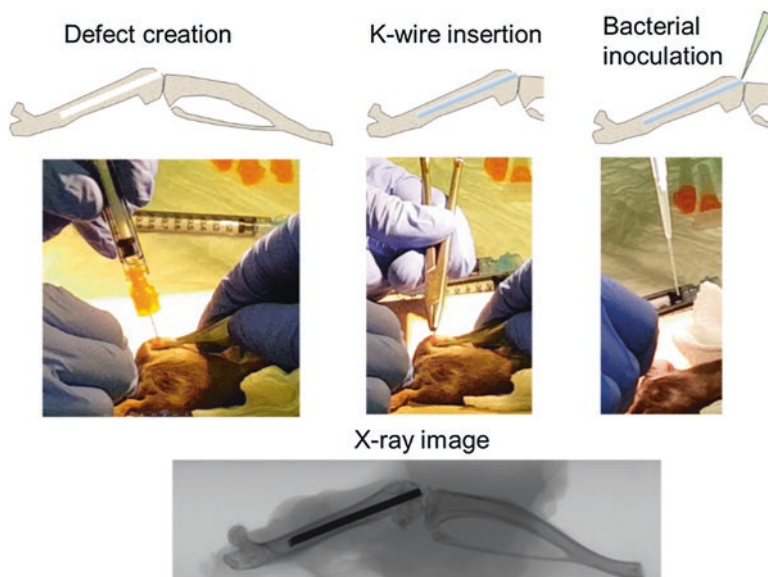 Defect creation
K-wire insertion
Bacterial
inoculation
X-ray image